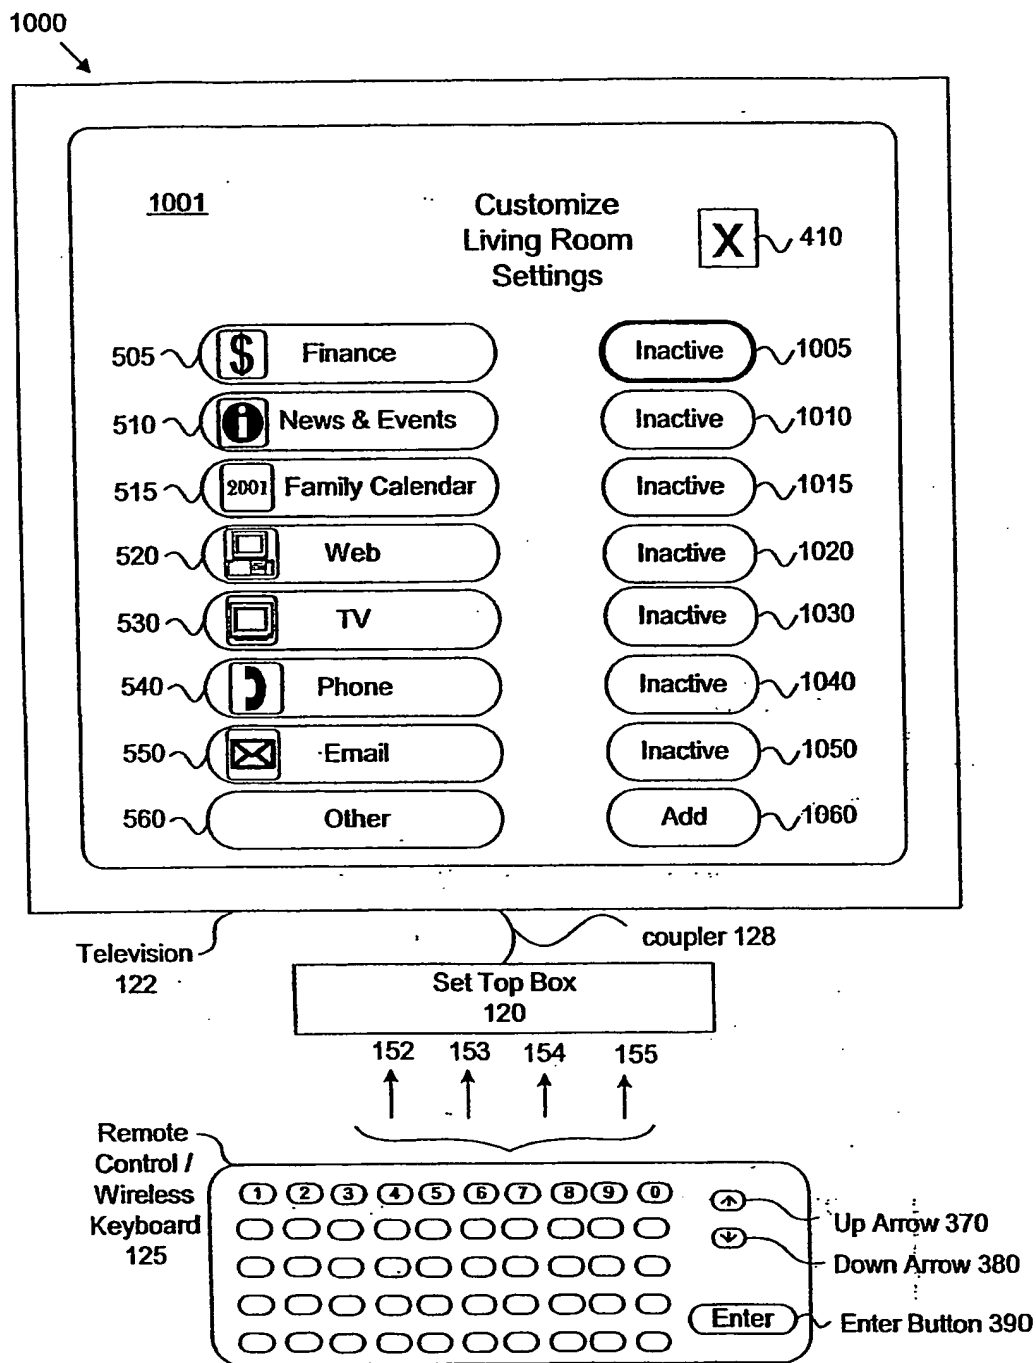 1000
1001
Customize
Living Room
Settings
X
410
505
$
Finance
Inactive
1005
510
i
News & Events
Inactive
1010
515
2001
Family Calendar
Inactive
1015
520
Web
Inactive
1020
530
TV
Inactive
1030
540
Phone
Inactive
1040
550
Email
Inactive
1050
560
Other
Add
1060
Television
122
coupler 128
Set Top Box
120
152 153 154 155
Remote
Control /
Wireless
Keyboard
125
1 2 3 4 5 6 7 8 9 0
Up Arrow 370
Down Arrow 380
Enter
Enter Button 390